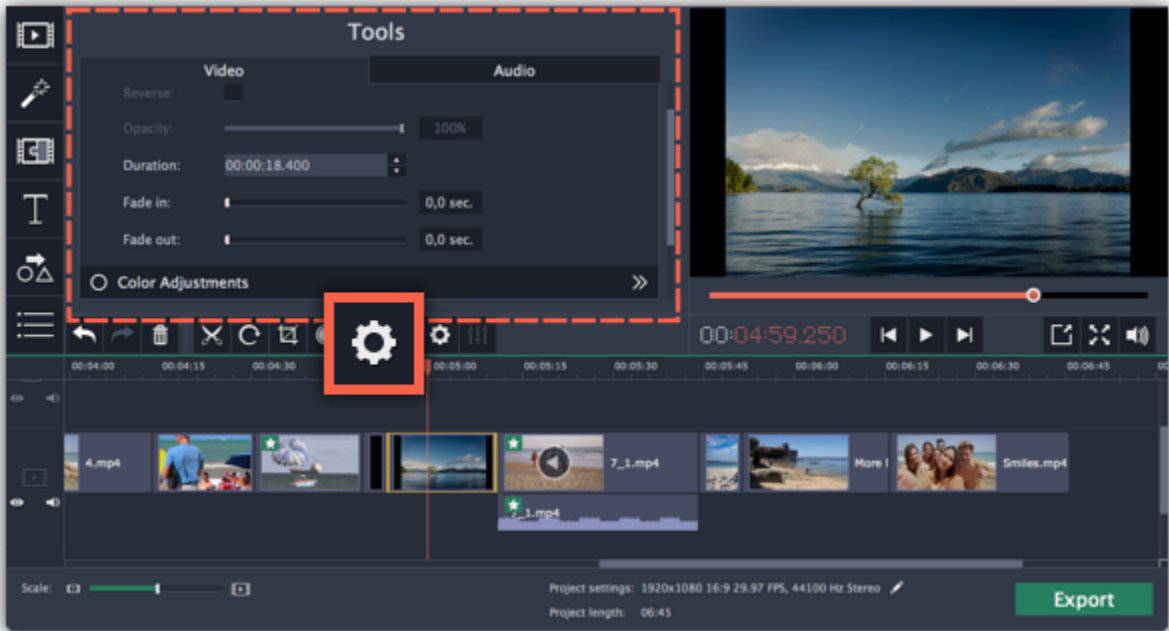 Tools
Video
Audio
Reverse:
Opacity:
100%
Duration:
00:00:18.400
Fade in:
0,0 sec.
Fade out:
0,0 sec.
Color Adjustments
00:04:59.250
00:04:00
00:04:15
00:04:30
00:05:00
00:05:15
00:05:30
00:05:45
00:06:00
00:06:15
00:06:30
00:06:45
4.mp4
7_1.mp4
More
Smiles.mp4
_1.mp4
Scale:
Project settings: 1920x1080 16:9 29.97 FPS, 44100 Hz Stereo
Project length: 06:45
Export